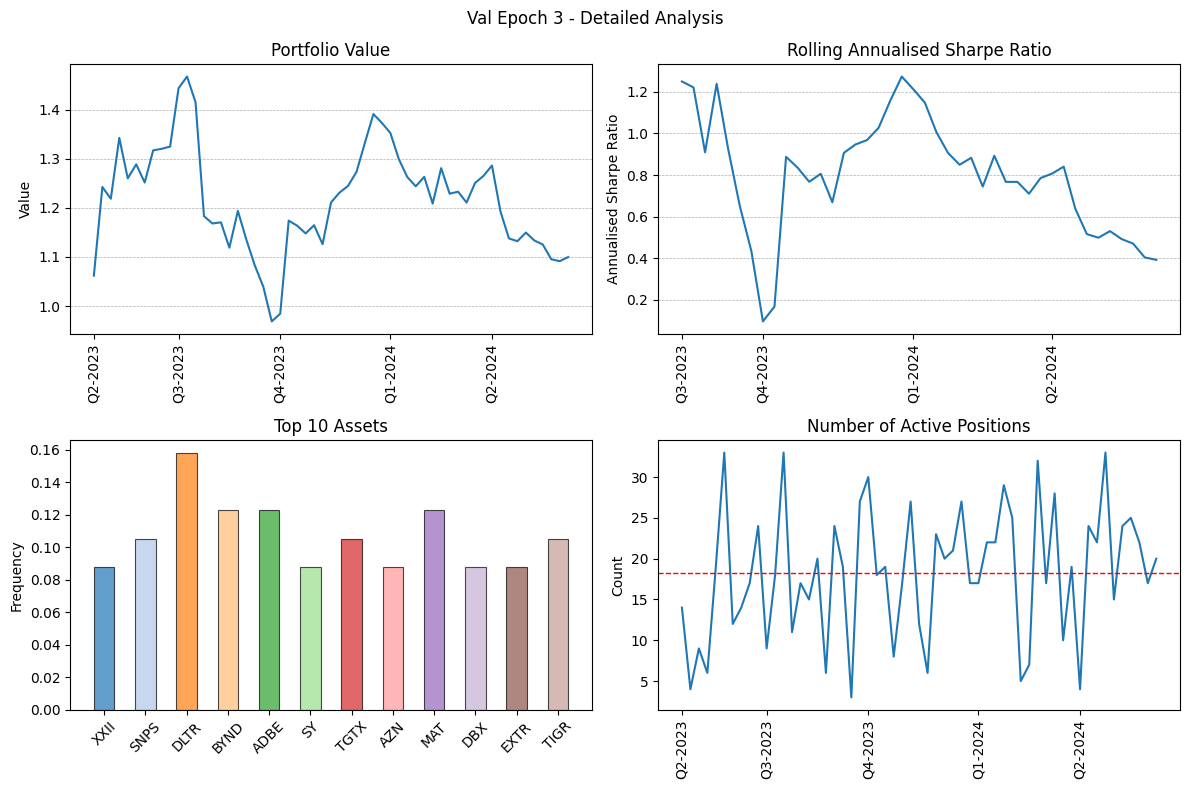 Val Epoch 3 - Detailed Analysis
Portfolio Value
Value
1.4
1.3
1.2
1.1
1.0
Q2-2023
Q3-2023
Q4-2023
Q1-2024
Q2-2024
Rolling Annualised Sharpe Ratio
Annualised Sharpe Ratio
1.2
1.0
0.8
0.6
0.4
0.2
Q3-2023
Q4-2023
Q1-2024
Q2-2024
Top 10 Assets
Frequency
0.16
0.14
0.12
0.10
0.08
0.06
0.04
0.02
0.00
XXII
SNPS
DLTR
BYND
ADBE
SY
TGTX
AZN
MAT
DBX
EXTR
TIGR
Number of Active Positions
Count
30
25
20
15
10
5
Q2-2023
Q3-2023
Q4-2023
Q1-2024
Q2-2024